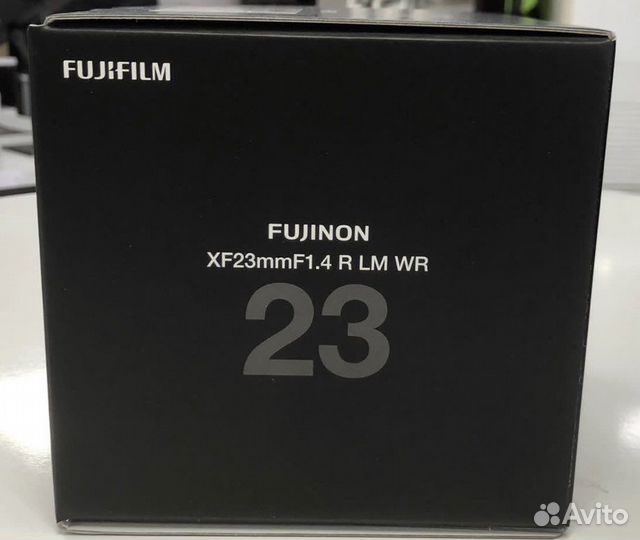 FUJIFILM
FUJINON
XF23mmF1.4 R LM WR
23
Avito